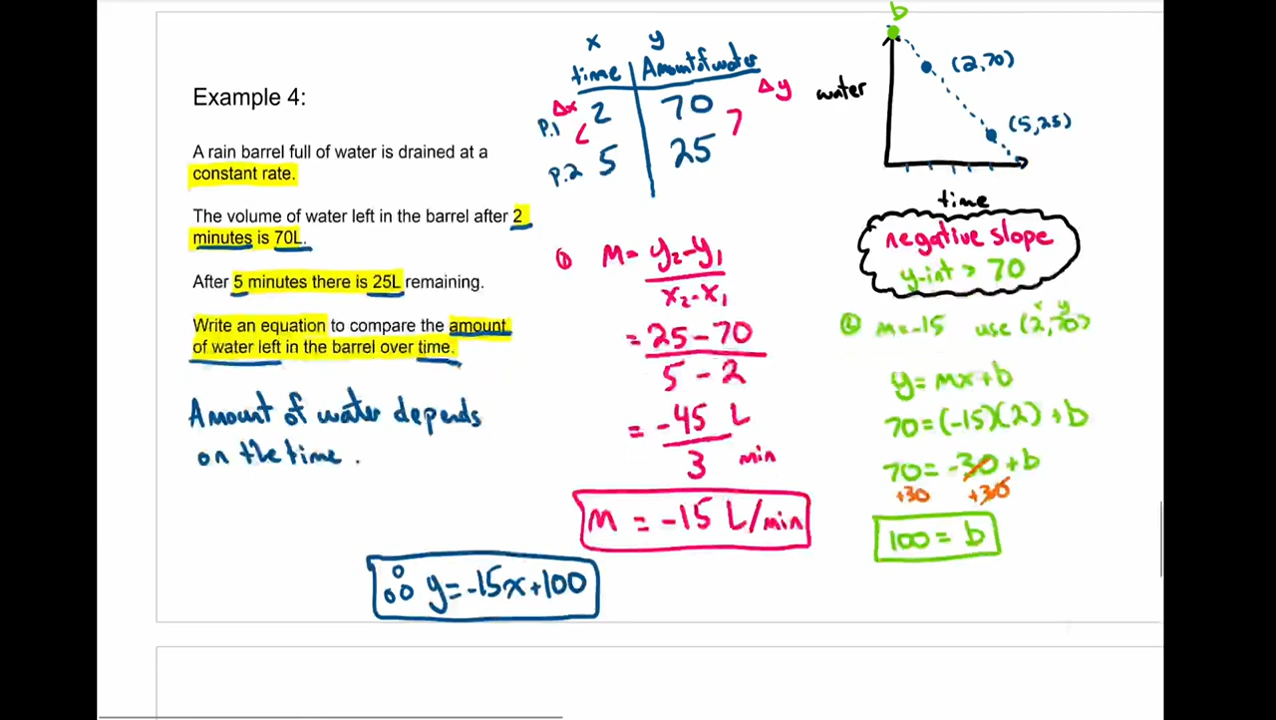 Example 4:
A rain barrel full of water is drained at a
constant rate.
The volume of water left in the barrel after 2
minutes is 70L.
After 5 minutes there is 25L remaining.
Write an equation to compare the amount
of water left in the barrel over time.
Amount of water depends
on the time.
x y
time Amount of water
Δx Δy
P.1 2 70
P.2 5 25
① M = y₂-y₁
x₂-x₁
= 25-70
5-2
= -45 L
3 min
M = -15 L/min
b
water
(2,70)
(5,25)
time
negative slope
y-int > 70
② m=-15 use (2,70)
x y
y=mx+b
70=(-15)(2)+b
70=-30+b
+30 +30
100 = b
∴ y=-15x+100